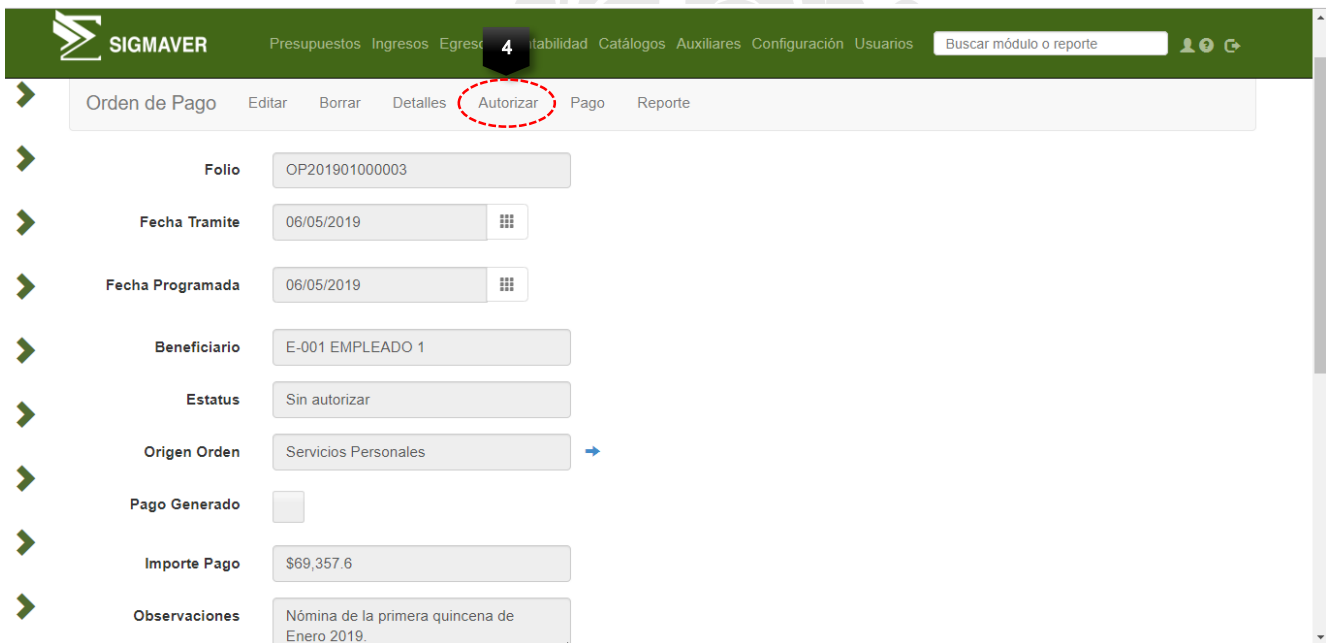 SIGMAVER
Presupuestos Ingresos Egresos Contabilidad Catálogos Auxiliares Configuración Usuarios
Buscar módulo o reporte
4
Orden de Pago Editar Borrar Detalles Autorizar Pago Reporte
Folio OP201901000003
Fecha Tramite 06/05/2019
Fecha Programada 06/05/2019
Beneficiario E-001 EMPLEADO 1
Estatus Sin autorizar
Origen Orden Servicios Personales
Pago Generado
Importe Pago $69,357.6
Observaciones Nómina de la primera quincena de
Enero 2019.